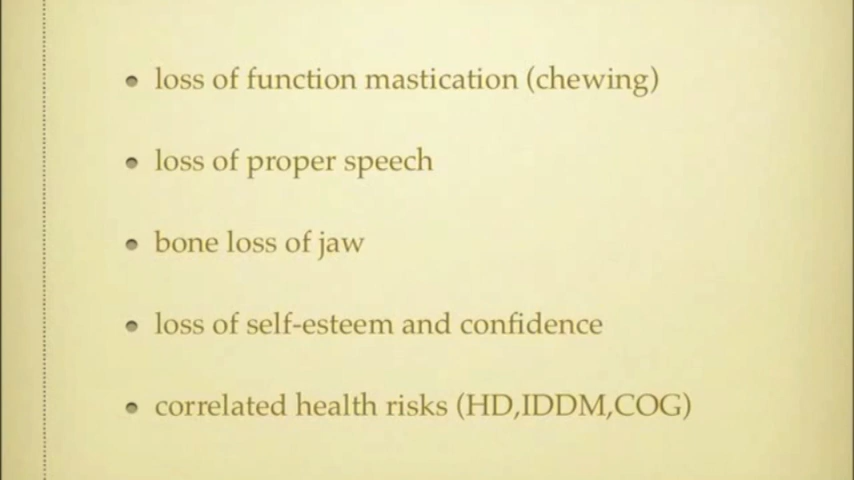 • loss of function mastication (chewing)
• loss of proper speech
• bone loss of jaw
• loss of self-esteem and confidence
• correlated health risks (HD,IDDM,COG)